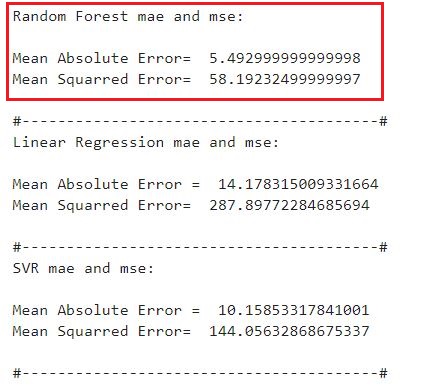 Random Forest mae and mse:
Mean Absolute Error=  5.492999999999998
Mean Squarred Error=  58.19232499999997
#---------------------------------------#
Linear Regression mae and mse:
Mean Absolute Error =  14.178315009331664
Mean Squarred Error=  287.89772284685694
#---------------------------------------#
SVR mae and mse:
Mean Absolute Error =  10.15853317841001
Mean Squarred Error=  144.05632868675337
#---------------------------------------#